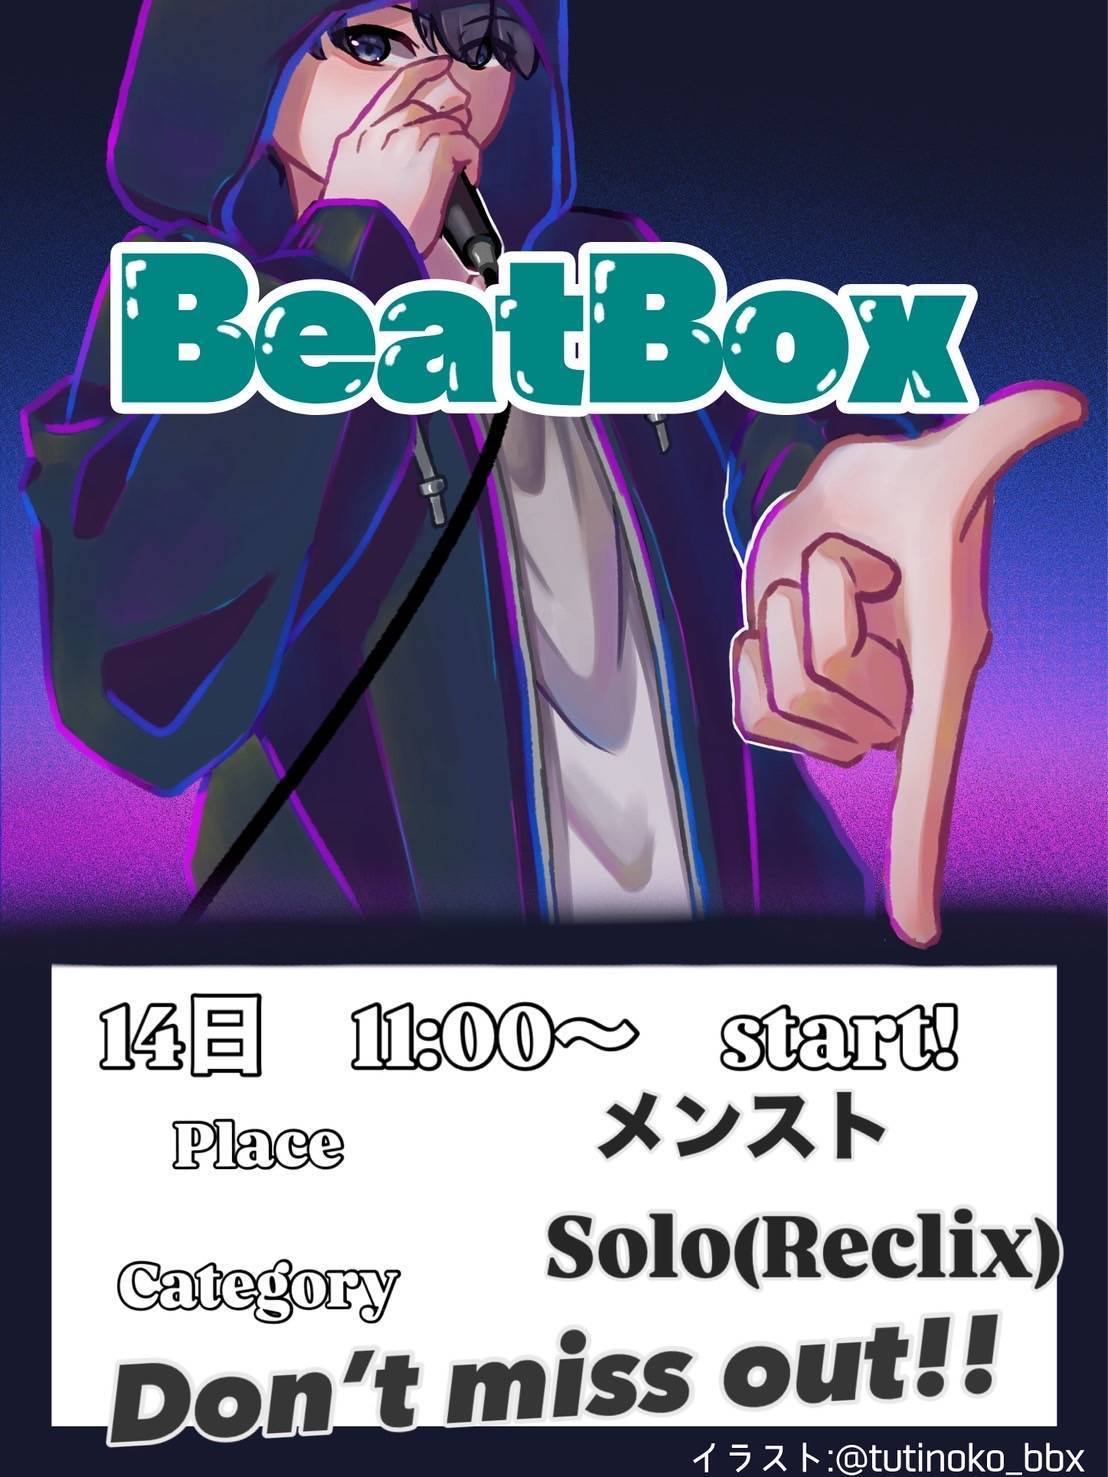 BeatBox
14日 11:00〜 start!
Place メンスト
Category Solo(Reclix)
Don't miss out!!
イラスト:@tutinoko_bbx